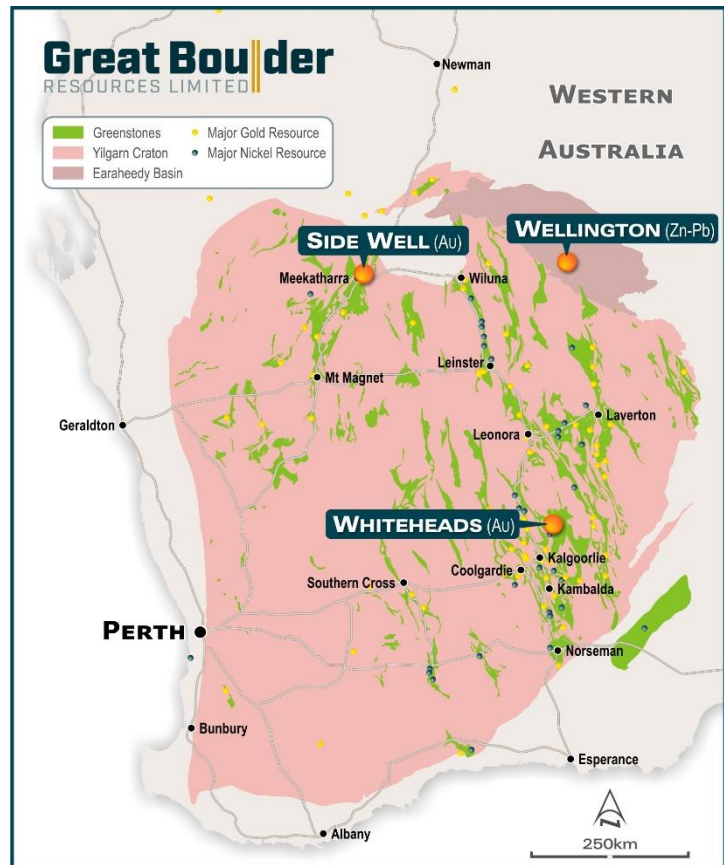 Great Boulder
RESOURCES LIMITED
Greenstones
Major Gold Resource
Yilgarn Craton
Major Nickel Resource
Earaheedy Basin
Newman
WESTERN
AUSTRALIA
SIDE WELL (Au)
WELLINGTON (Zn-Pb)
Meekatharra
Wiluna
Leinster
Mt Magnet
Geraldton
Laverton
Leonora
WHITEHEADS (Au)
Kalgoorlie
Coolgardie
Southern Cross
Kambalda
PERTH
Norseman
Bunbury
Esperance
Albany
N
250km